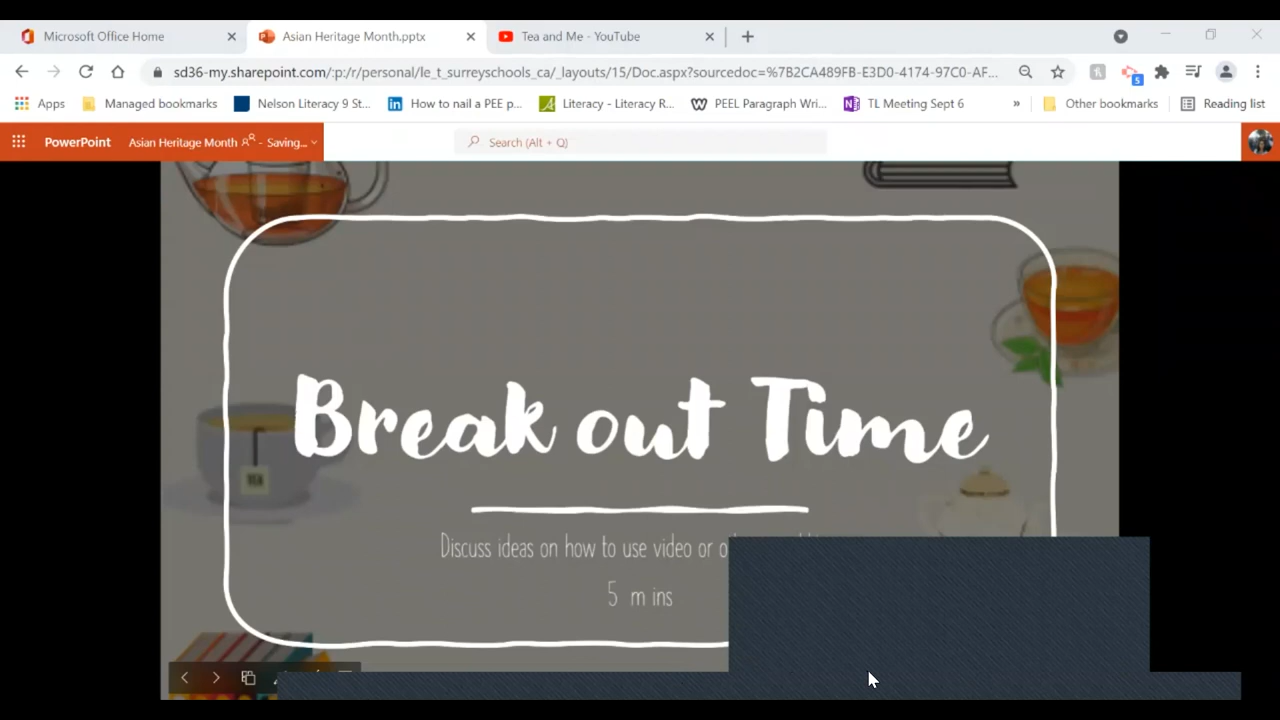 Microsoft Office Home
Asian Heritage Month.pptx
Tea and Me - YouTube
sd36-my.sharepoint.com/:p:/r/personal/le_t_surreyschools_ca/_layouts/15/Doc.aspx?sourcedoc=%7B2CA489FB-E3D0-4174-97C0-AF...
5
Apps
Managed bookmarks
Nelson Literacy 9 St...
How to nail a PEE p...
Literacy - Literacy R...
PEEL Paragraph Wri...
TL Meeting Sept 6
»
Other bookmarks
Reading list
PowerPoint
Asian Heritage Month - Saving...
Search (Alt + Q)
TEA
Break out Time
Discuss ideas on how to use video or
5 mins